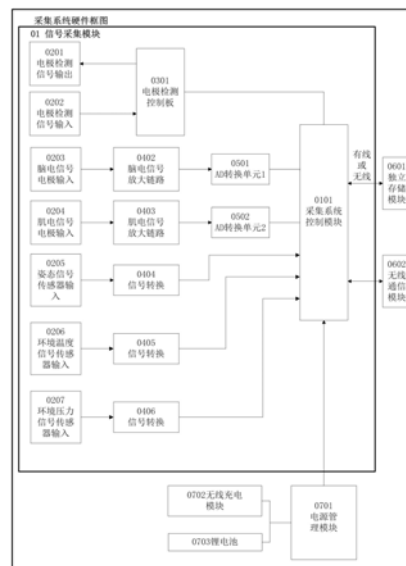 采集系统硬件框图
01 信号采集模块
0201
电极检测
信号输出
0301
电极检测
控制板
0202
电极检测
信号输入
0203
脑电信号
电极输入
0402
脑电信号
放大链路
0501
AD转换单元1
0204
肌电信号
电极输入
0403
肌电信号
放大链路
0502
AD转换单元2
0101
采集系统
控制模块
有线
或
无线
0601
独立
存储
模块
0205
姿态信号
传感器输
入
0404
信号转换
0602
无线
通信
模块
0206
环境温度
信号传感
器输入
0405
信号转换
0207
环境压力
信号传感
器输入
0406
信号转换
0702无线充电
模块
0703锂电池
0701
电源管
理模块